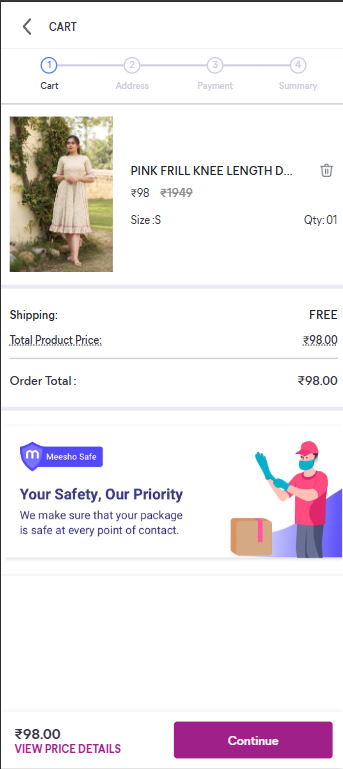 CART
1 2 3 4
Cart Address Payment Summary
PINK FRILL KNEE LENGTH D...
₹98 ₹1949
Size :S Qty: 01
Shipping: FREE
Total Product Price: ₹98.00
Order Total : ₹98.00
m Meesho Safe
Your Safety, Our Priority
We make sure that your package
is safe at every point of contact.
₹98.00
VIEW PRICE DETAILS
Continue